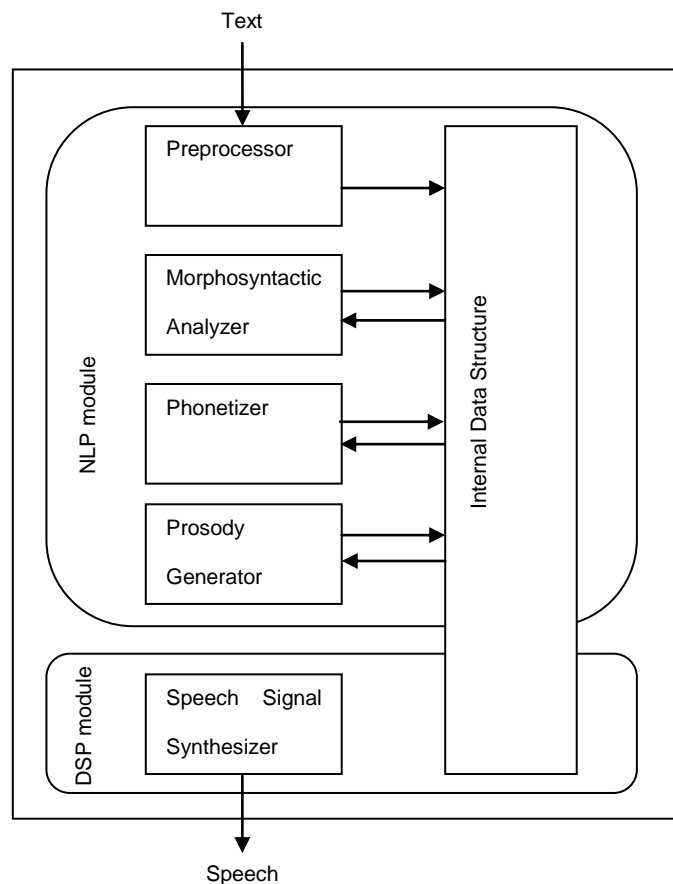 Text
Preprocessor
Morphosyntactic
Analyzer
Phonetizer
Prosody
Generator
NLP module
Internal Data Structure
Speech Signal
Synthesizer
DSP module
Speech